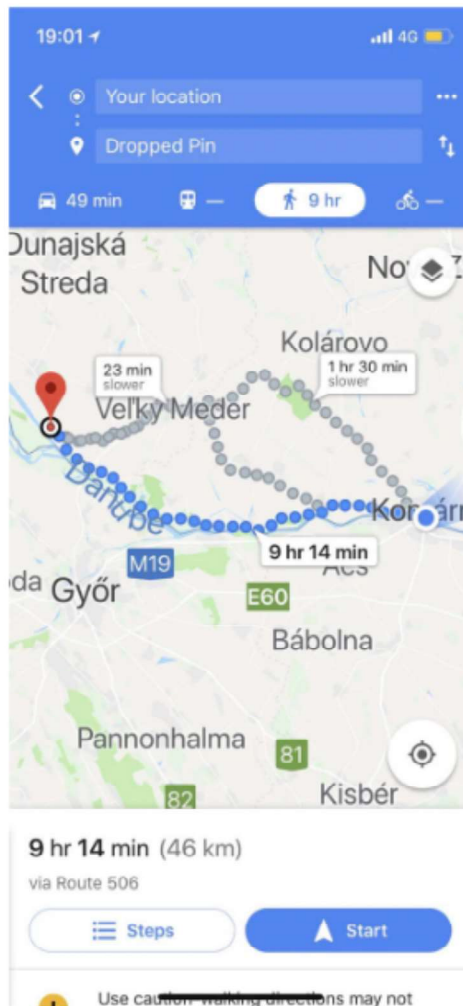 19:01
4G
Your location
Dropped Pin
49 min
—
9 hr
—
Dunajská
Streda
Kolárovo
23 min
slower
1 hr 30 min
slower
Veľký Meder
Danube
9 hr 14 min
M19
Győr
E60
Bábolna
Pannonhalma
81
82
Kisbér
9 hr 14 min (46 km)
via Route 506
Steps
Start
Use caution-walking directions may not